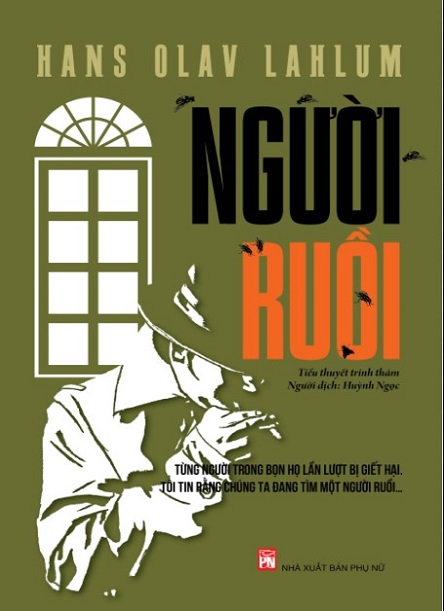 HANS OLAV LAHLUM
NGƯỜI
RUỒI
Tiểu thuyết trinh thám
Người dịch: Huỳnh Ngọc
TỪNG NGƯỜI TRONG BỌN HỌ LẦN LƯỢT BỊ GIẾT HẠI.
TÔI TIN RẰNG CHÚNG TA ĐANG TÌM MỘT NGƯỜI RUỒI...
PN
NHÀ XUẤT BẢN PHỤ NỮ